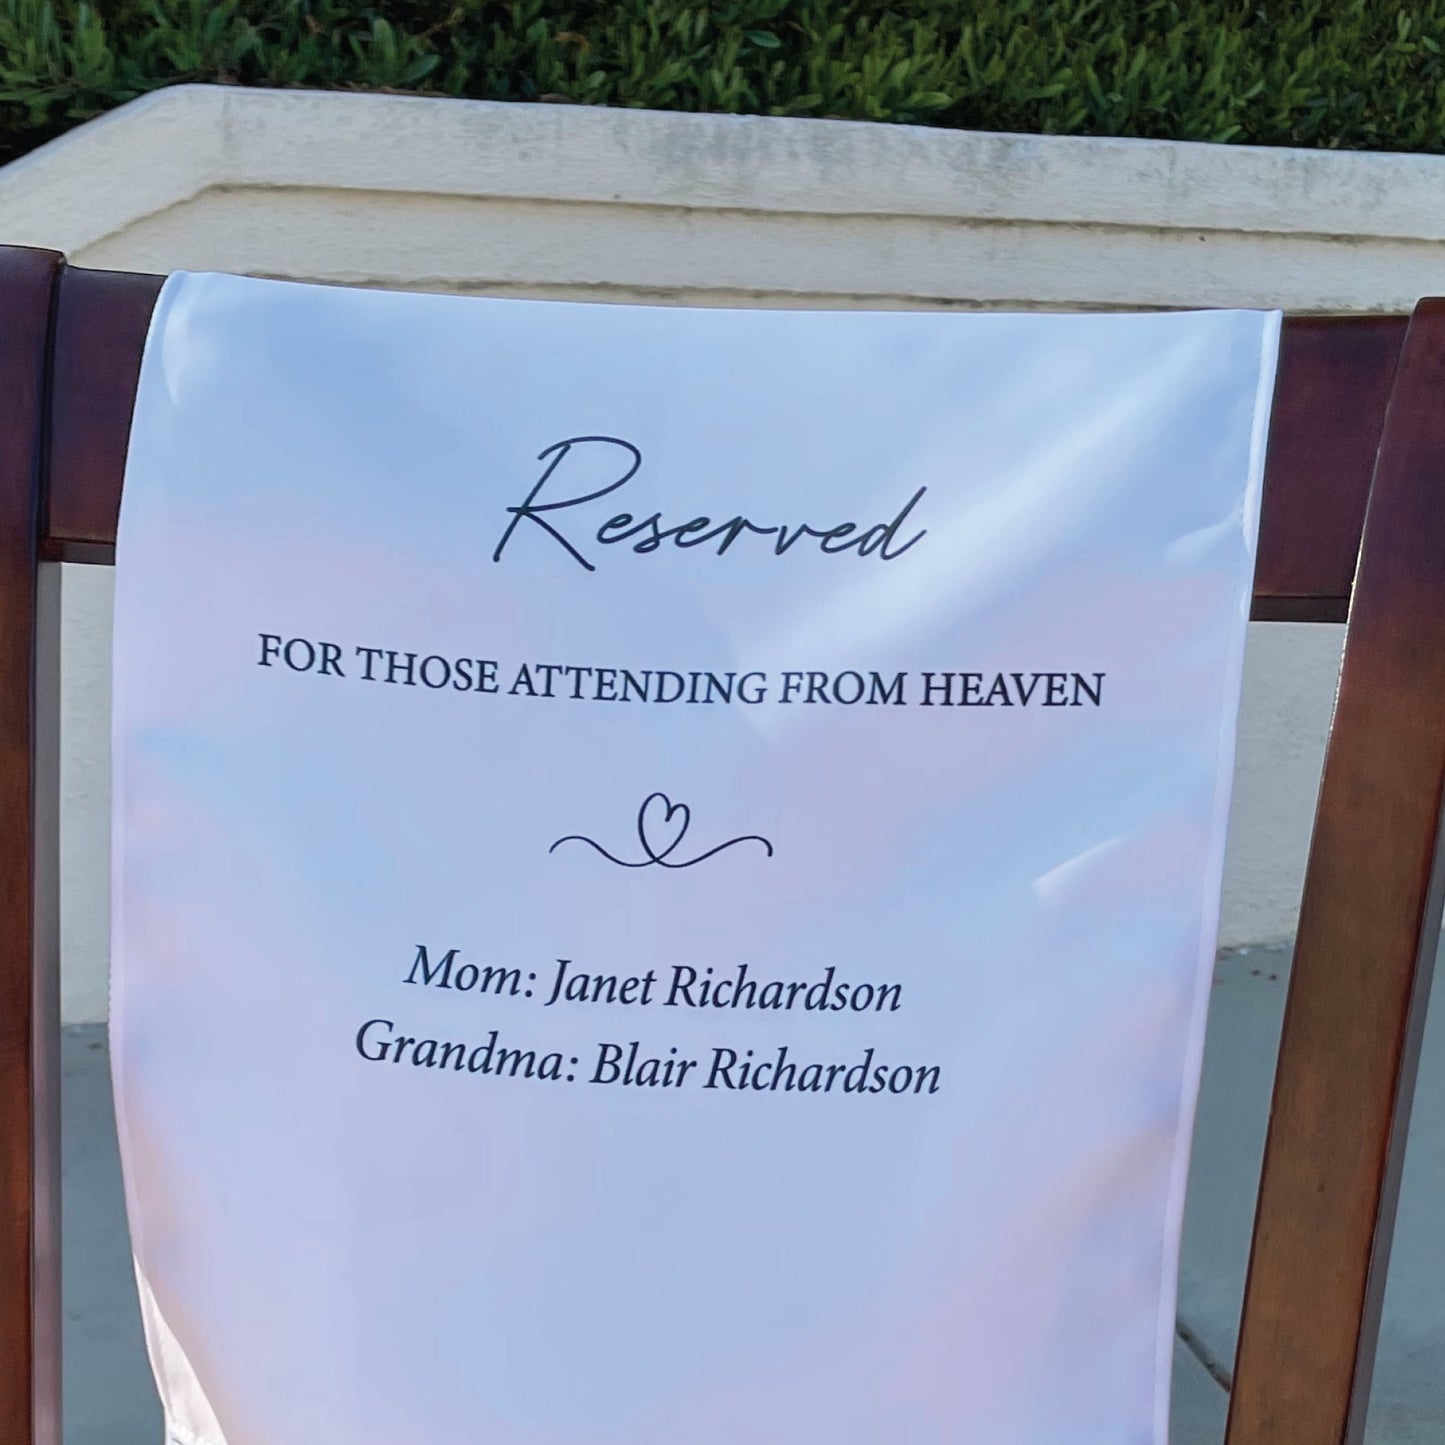 Reserved
FOR THOSE ATTENDING FROM HEAVEN
Mom: Janet Richardson
Grandma: Blair Richardson